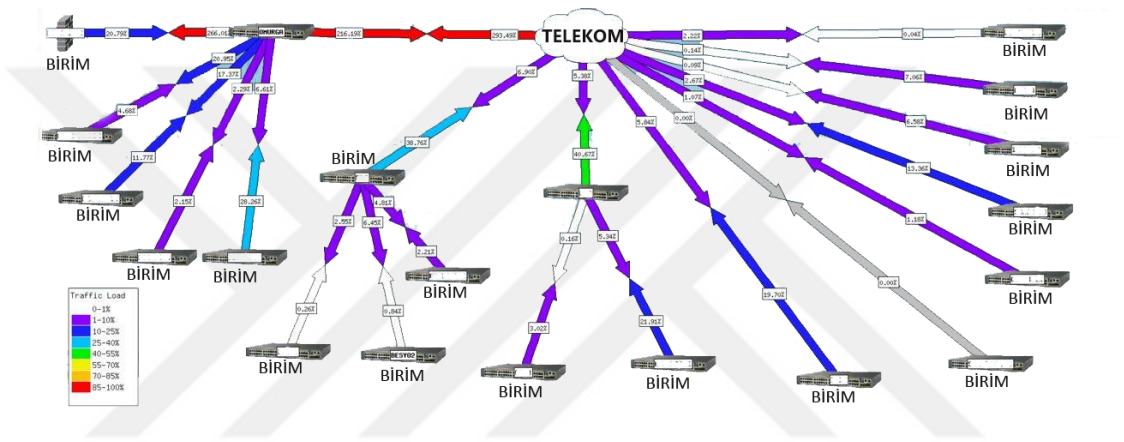 OMURGA
TELEKOM
20.79%
266.01%
216.19%
293.49%
2.22%
0.04%
BİRİM
BİRİM
20.85%
17.37%
2.29%
6.61%
6.90%
5.38%
0.14%
0.09%
2.67%
1.07%
7.06%
BİRİM
4.68%
BİRİM
5.84%
0.00%
6.58%
BİRİM
38.76%
40.67%
11.77%
BİRİM
BİRİM
13.36%
BİRİM
2.15%
28.26%
4.81%
2.55%
6.45%
2.21%
0.16%
5.34%
1.18%
BİRİM
BİRİM
BİRİM
BİRİM
0.00%
19.70%
Traffic Load
0-1%
1-10%
10-25%
25-40%
40-55%
55-70%
70-85%
85-100%
0.26%
0.84%
3.02%
21.91%
BESYO2
BİRİM
BİRİM
BİRİM
BİRİM
BİRİM
BİRİM